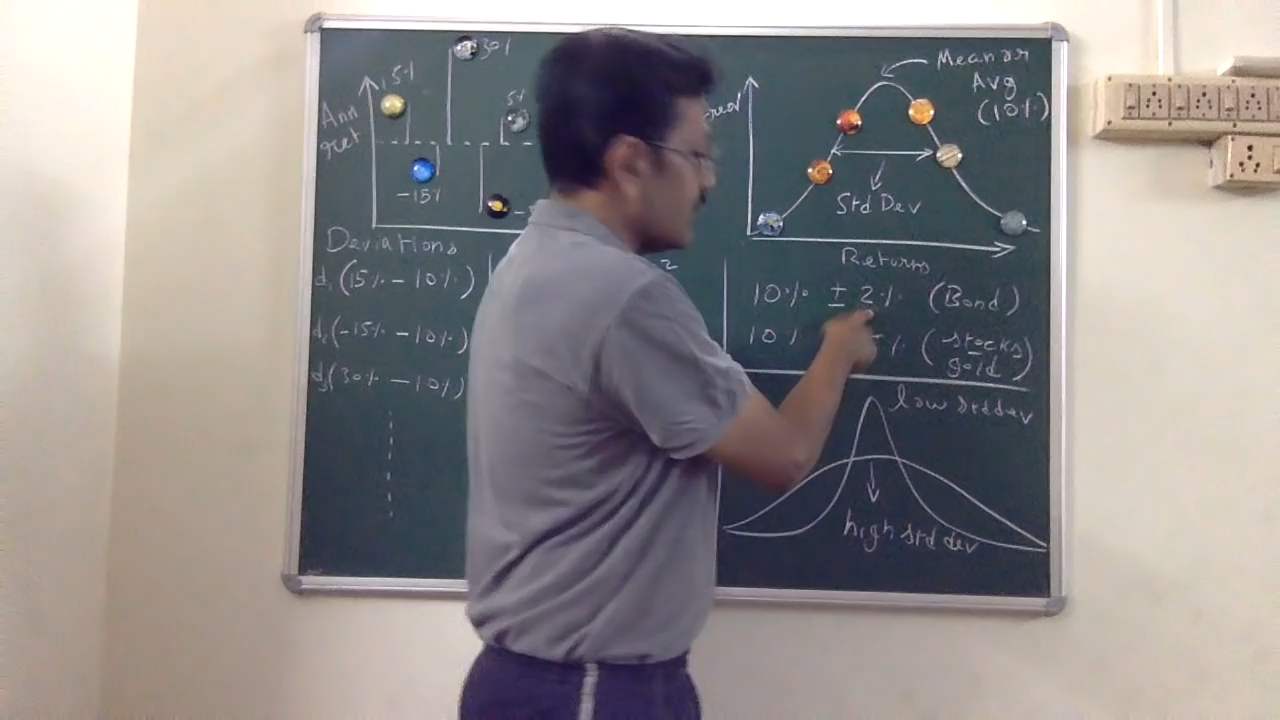 15%
30%
5%
Ann
ret
-15%
Deviations
d₁(15% - 10%)
d₂(-15% - 10%)
d₃(30% - 10%)
2
Mean or
Avg
(10%)
Std Dev
Returns
10% ± 2% (Bond)
10% % (stocks
gold)
low std dev
high std dev